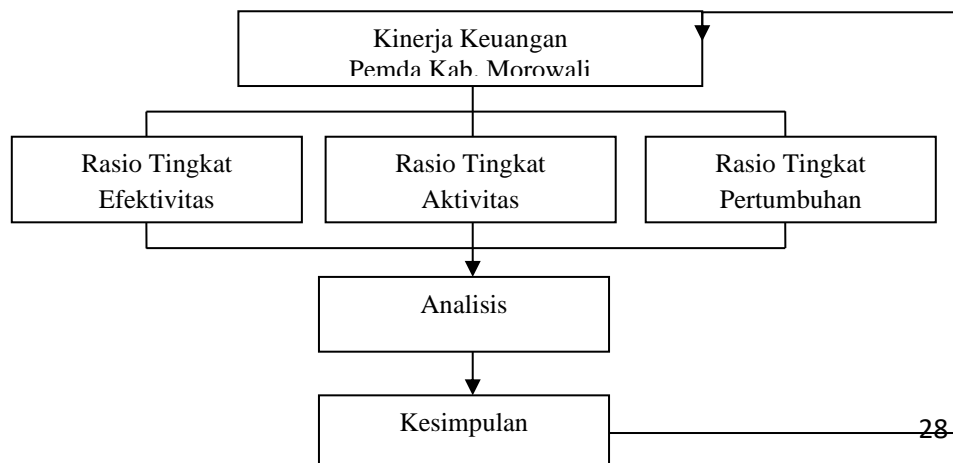 Kinerja Keuangan
Pemda Kab. Morowali
Rasio Tingkat
Efektivitas
Rasio Tingkat
Aktivitas
Rasio Tingkat
Pertumbuhan
Analisis
Kesimpulan
28